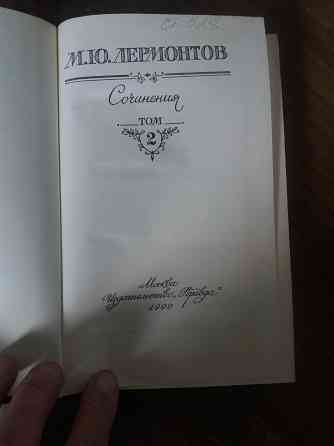 М.Ю. ЛЕРМОНТОВ
Сочинения
ТОМ
2
Москва
Издательство „Правда“
1990